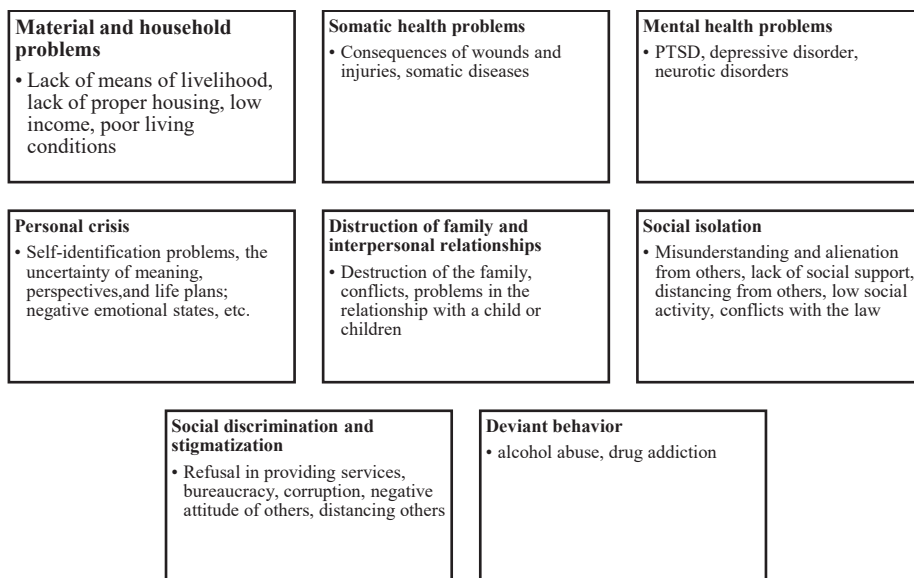 Material and household
problems
• Lack of means of livelihood,
lack of proper housing, low
income, poor living
conditions
Somatic health problems
• Consequences of wounds and
injuries, somatic diseases
Mental health problems
• PTSD, depressive disorder,
neurotic disorders
Personal crisis
• Self-identification problems, the
uncertainty of meaning,
perspectives,and life plans;
negative emotional states, etc.
Distruction of family and
interpersonal relationships
• Destruction of the family,
conflicts, problems in the
relationship with a child or
children
Social isolation
• Misunderstanding and alienation
from others, lack of social support,
distancing from others, low social
activity, conflicts with the law
Social discrimination and
stigmatization
• Refusal in providing services,
bureaucracy, corruption, negative
attitude of others, distancing others
Deviant behavior
• alcohol abuse, drug addiction